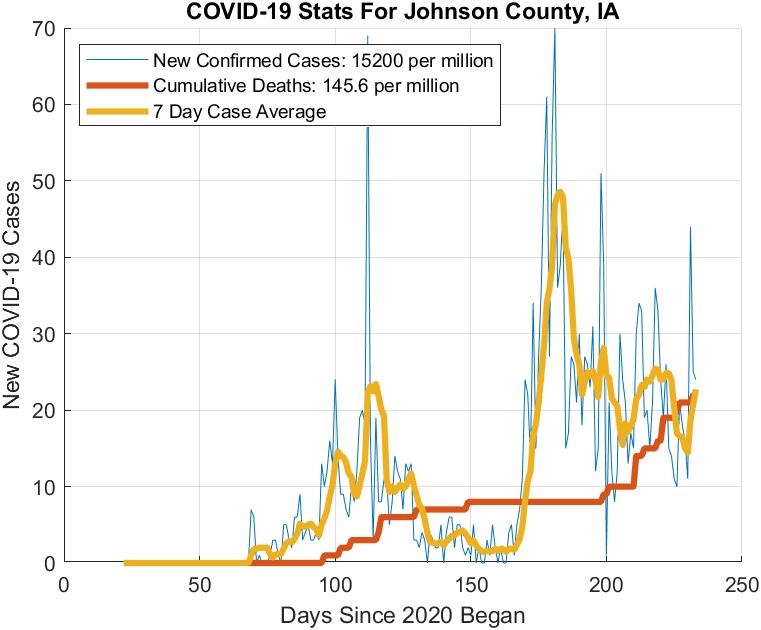 COVID-19 Stats For Johnson County, IA
New Confirmed Cases: 15200 per million
Cumulative Deaths: 145.6 per million
7 Day Case Average
70
60
50
40
30
20
10
0
New COVID-19 Cases
0 50 100 150 200 250
Days Since 2020 Began